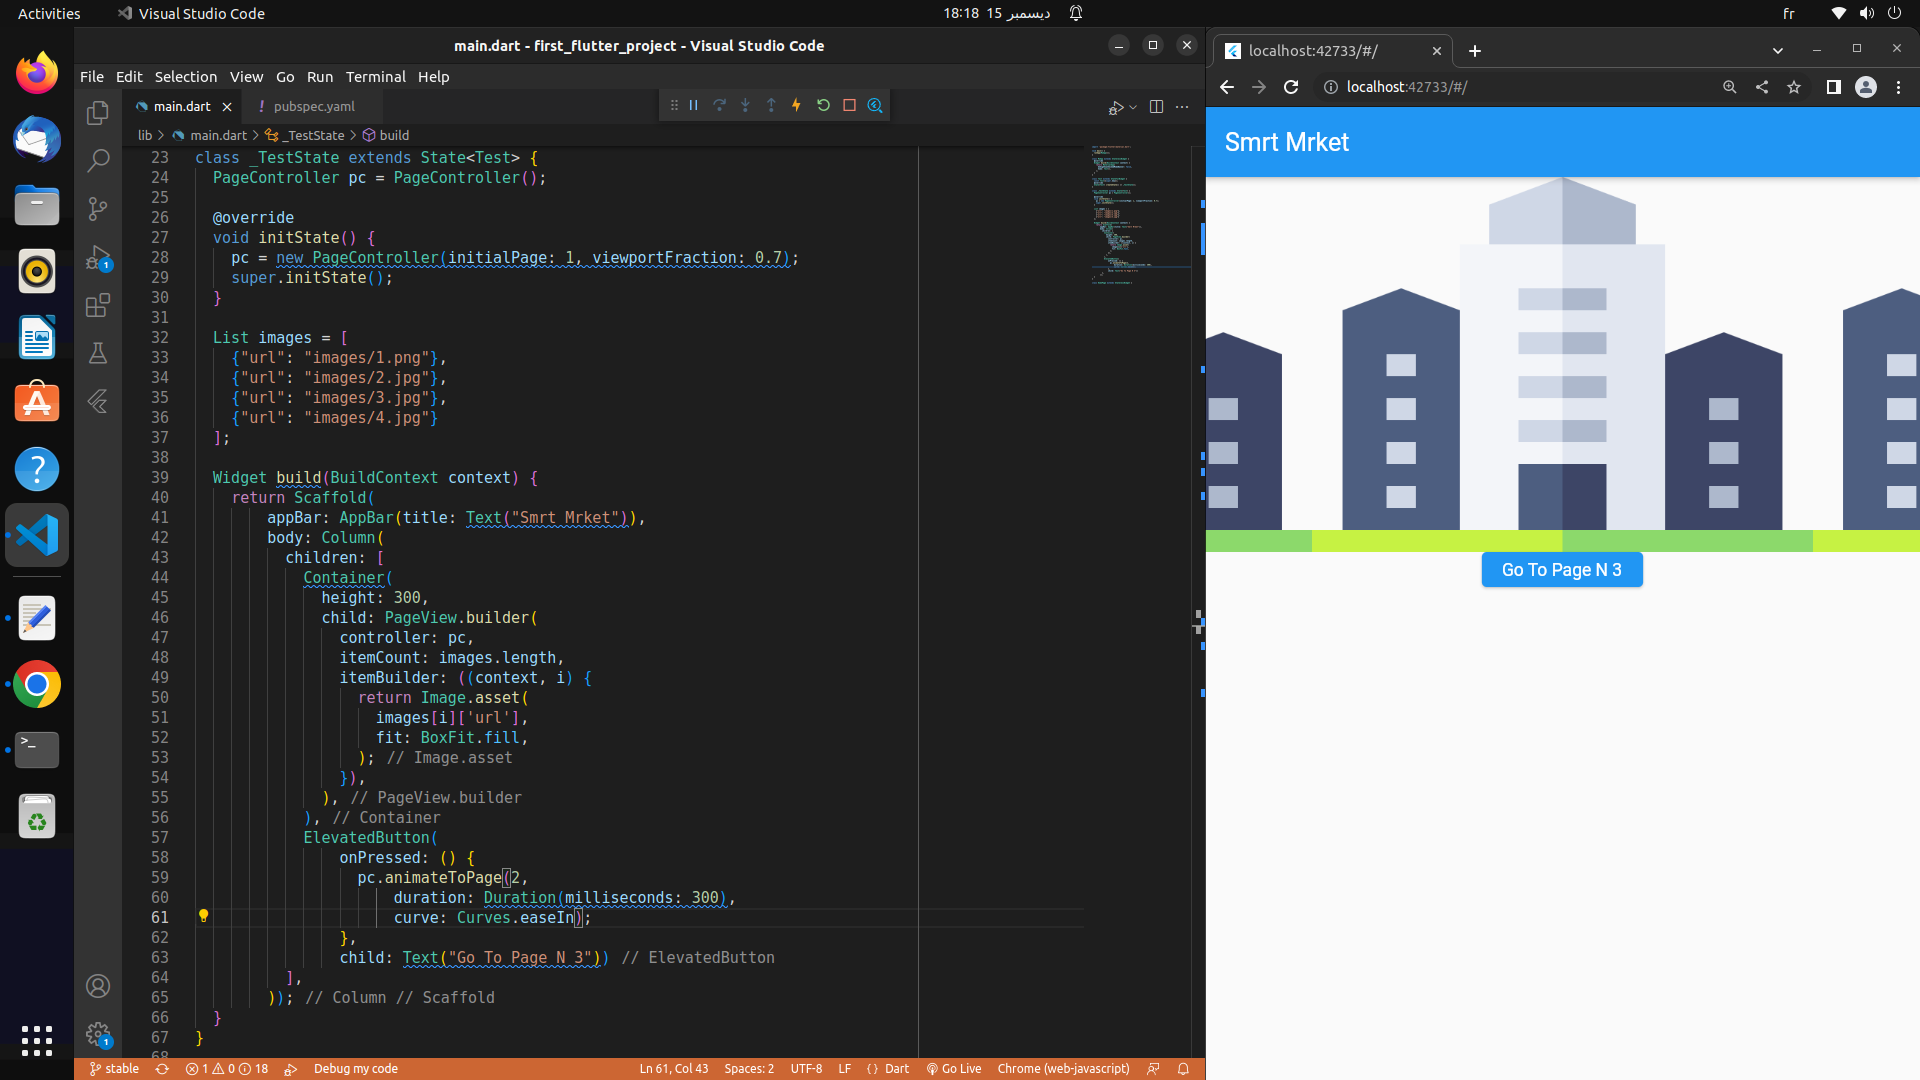 Activities
Visual Studio Code
18:18 15 ديسمبر
fr
main.dart - first_flutter_project - Visual Studio Code
File Edit Selection View Go Run Terminal Help
main.dart
pubspec.yaml
lib > main.dart > _TestState > build
23 class _TestState extends State<Test> {
24 PageController pc = PageController();
25
26 @override
27 void initState() {
28 pc = new PageController(initialPage: 1, viewportFraction: 0.7);
29 super.initState();
30 }
31
32 List images = [
33 {"url": "images/1.png"},
34 {"url": "images/2.jpg"},
35 {"url": "images/3.jpg"},
36 {"url": "images/4.jpg"}
37 ];
38
39 Widget build(BuildContext context) {
40 return Scaffold(
41 appBar: AppBar(title: Text("Smrt Mrket")),
42 body: Column(
43 children: [
44 Container(
45 height: 300,
46 child: PageView.builder(
47 controller: pc,
48 itemCount: images.length,
49 itemBuilder: ((context, i) {
50 return Image.asset(
51 images[i]['url'],
52 fit: BoxFit.fill,
53 ); // Image.asset
54 }),
55 ), // PageView.builder
56 ), // Container
57 ElevatedButton(
58 onPressed: () {
59 pc.animateToPage(2,
60 duration: Duration(milliseconds: 300),
61 curve: Curves.easeIn);
62 },
63 child: Text("Go To Page N 3")) // ElevatedButton
64 ],
65 )); // Column // Scaffold
66 }
67 }
68
1
1
stable
1 0 18
Debug my code
Ln 61, Col 43
Spaces: 2
UTF-8
LF
{ } Dart
Go Live
Chrome (web-javascript)
localhost:42733/#/
localhost:42733/#/
Smrt Mrket
Go To Page N 3